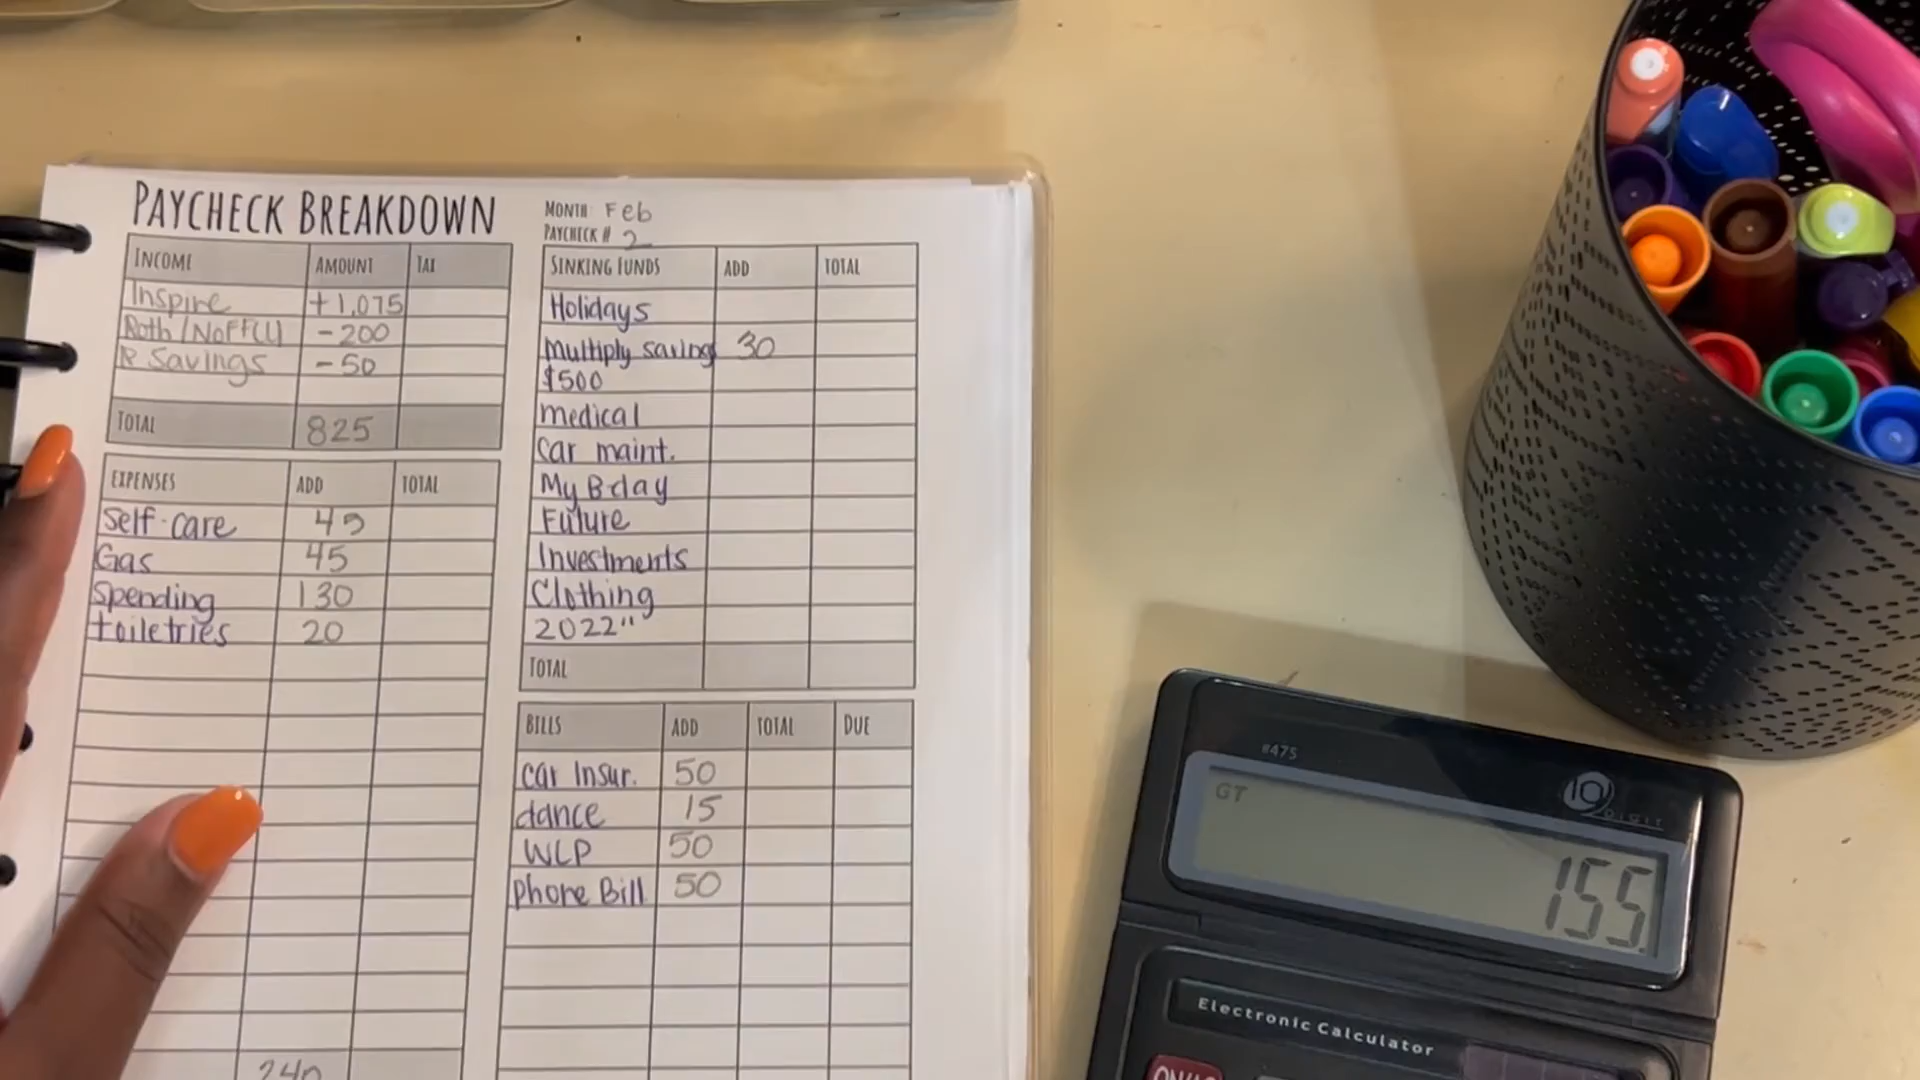 PAYCHECK BREAKDOWN
MONTH: Feb
PAYCHECK # 2
INCOME AMOUNT TAX
Inspire +1,075
Roth/NoFFCU -200
R Savings -50
TOTAL 825
EXPENSES ADD TOTAL
Self-care 45
Gas 45
Spending 130
toiletries 20
240
SINKING FUNDS ADD TOTAL
Holidays
Multiply saving 30
$500
medical
Car maint.
My B-day
Future
Investments
Clothing
2022"
TOTAL
BILLS ADD TOTAL DUE
Car Insur. 50
dance 15
WLP 50
Phone Bill 50
#475
GT
155.
Electronic Calculator